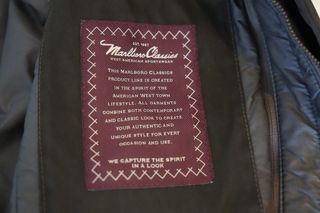 EST. 1987
Marlboro Classics
WEST AMERICAN SPORTSWEAR
THIS MARLBORO CLASSICS
PRODUCT LINE IS CREATED
IN THE SPIRIT OF THE
AMERICAN WEST TOWN
LIFESTYLE. ALL GARMENTS
COMBINE BOTH CONTEMPORARY
AND CLASSIC LOOK TO CREATE
YOUR AUTHENTIC AND
UNIQUE STYLE FOR EVERY
OCCASION AND USE.
WE CAPTURE THE SPIRIT
IN A LOOK